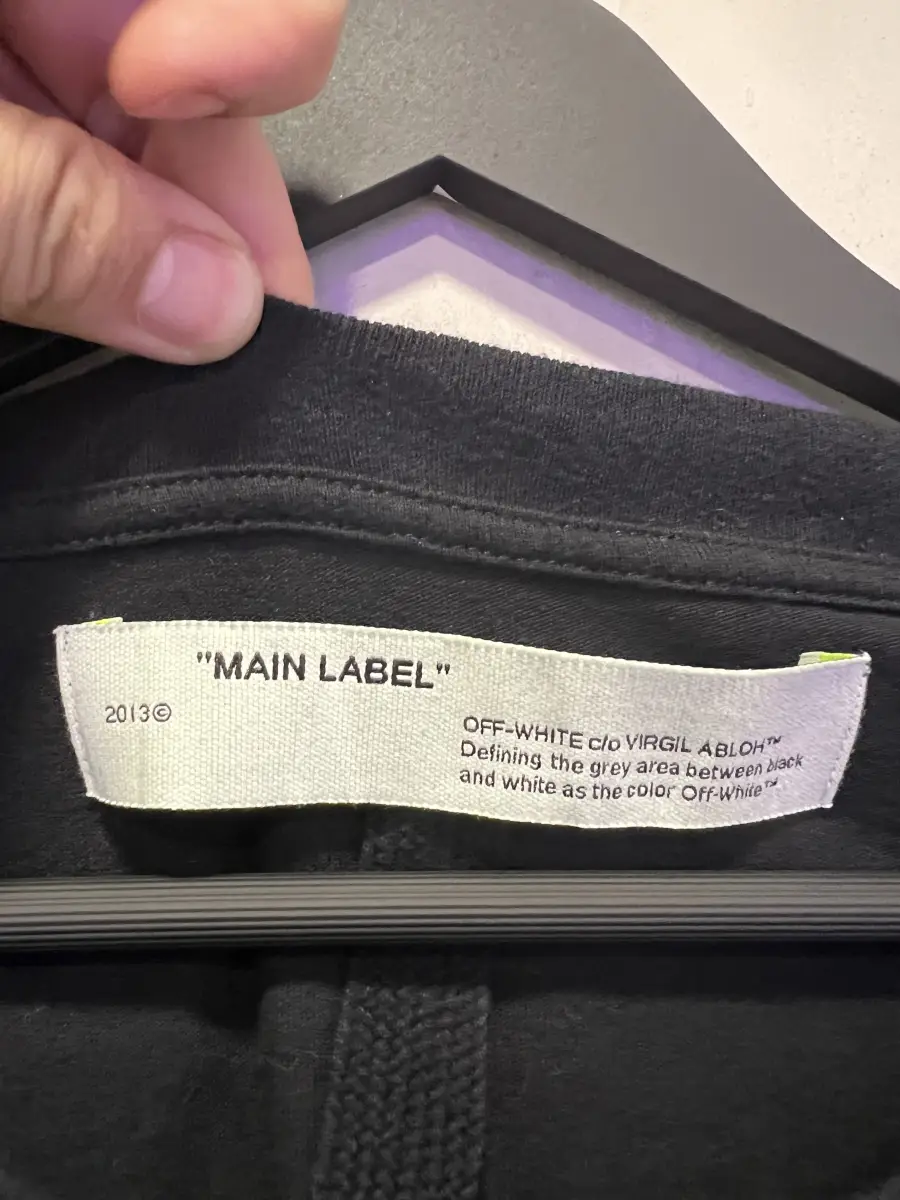 "MAIN LABEL"
2013©
OFF-WHITE c/o VIRGIL ABLOH™
Defining the grey area between black
and white as the color Off-White™